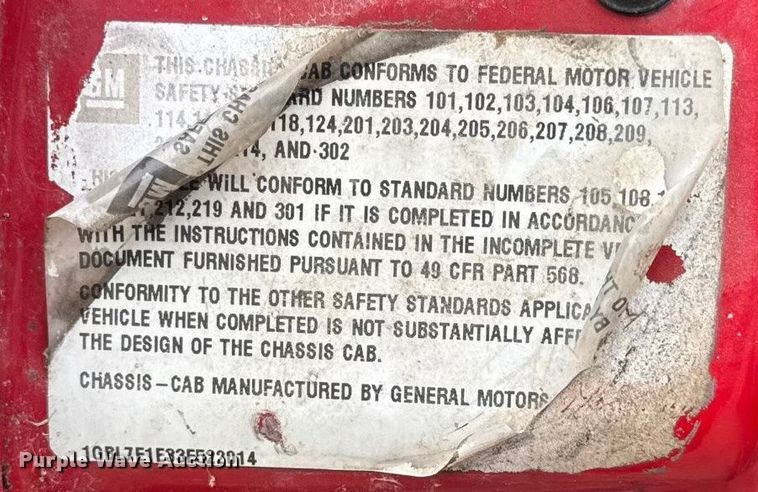 GM THIS CHASSIS CAB CONFORMS TO FEDERAL MOTOR VEHICLE
SAFETY ARD NUMBERS 101,102,103,104,106,107,113,
114, 118,124,201,203,204,205,206,207,208,209,
AND 302
WILL CONFORM TO STANDARD NUMBERS 105,108
212,219 AND 301 IF IT IS COMPLETED IN ACCORDANC
WITH THE INSTRUCTIONS CONTAINED IN THE INCOMPLETE
DOCUMENT FURNISHED PURSUANT TO 49 CFR PART 568.
CONFORMITY TO THE OTHER SAFETY STANDARDS APPLICA
VEHICLE WHEN COMPLETED IS NOT SUBSTANTIALLY AFF
THE DESIGN OF THE CHASSIS CAB.
CHASSIS-CAB MANUFACTURED BY GENERAL MOTORS
Purple Wave Auction
THIS CH